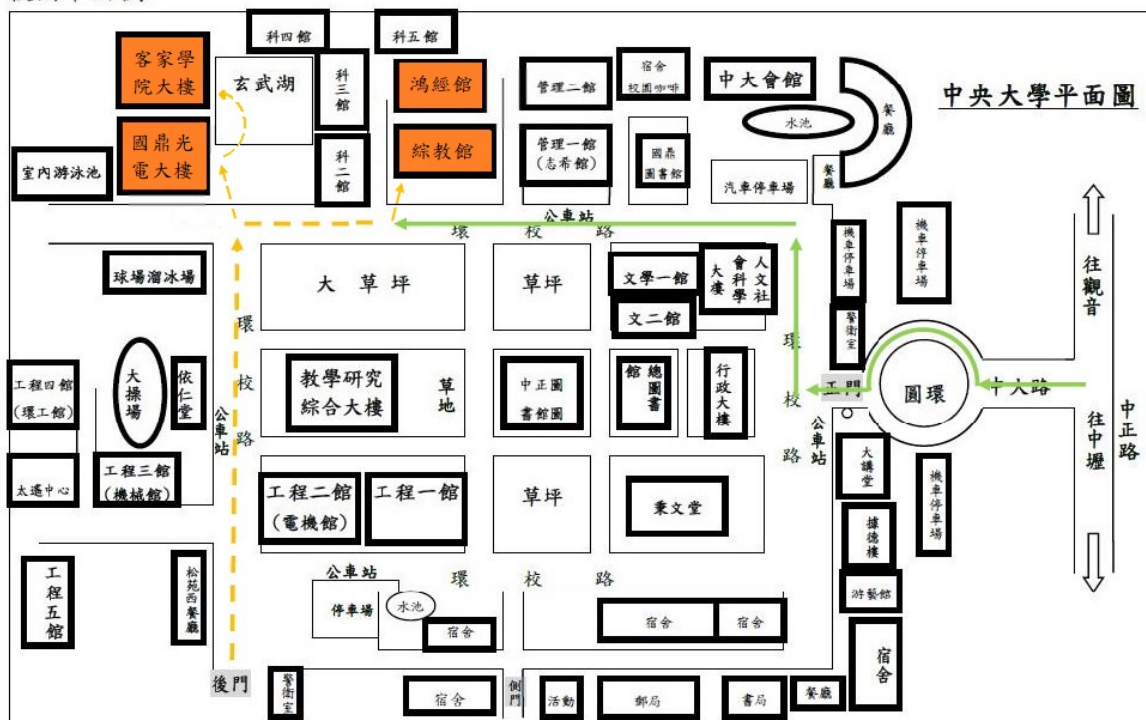 中央大學平面圖
科四館
科五館
客家學
院大樓
玄武湖
科三館
鴻經館
管理二館
宿舍
校園咖啡
中大會館
水池
餐廳
國鼎光
電大樓
科二館
綜教館
管理一館
(志希館)
國鼎
圖書館
室內游泳池
汽車停車場
餐廳
公車站
環校路
球場溜冰場
大草坪
草坪
文學一館
文二館
人文社
會科學
大樓
機車停車場
機車停車場
往觀音
警衛室
環校路
環校路
工程四館
(環工館)
大操場
依仁堂
公車站
教學研究
綜合大樓
草地
中正圖
書館圖
總圖書
館
行政大樓
正門
圓環
中大路
中正路
往中壢
公車站
太遙中心
工程三館
(機械館)
工程二館
(電機館)
工程一館
草坪
秉文堂
大講堂
機車停車場
據德樓
工程五館
松苑西餐廳
公車站
環校路
停車場
水池
宿舍
宿舍
宿舍
游藝館
宿舍
後門
警衛室
宿舍
側門
活動
郵局
書局
餐廳